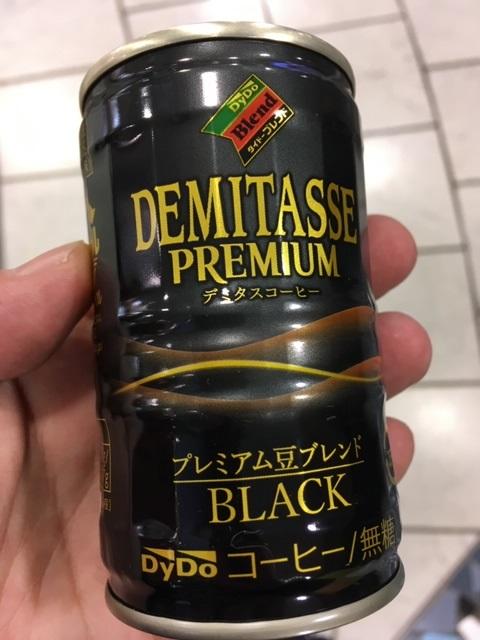 DyDo
Blend
ダイドーブレンド
DEMITASSE
PREMIUM
デミタスコーヒー
プレミアム豆ブレンド
BLACK
DyDo コーヒー/無糖